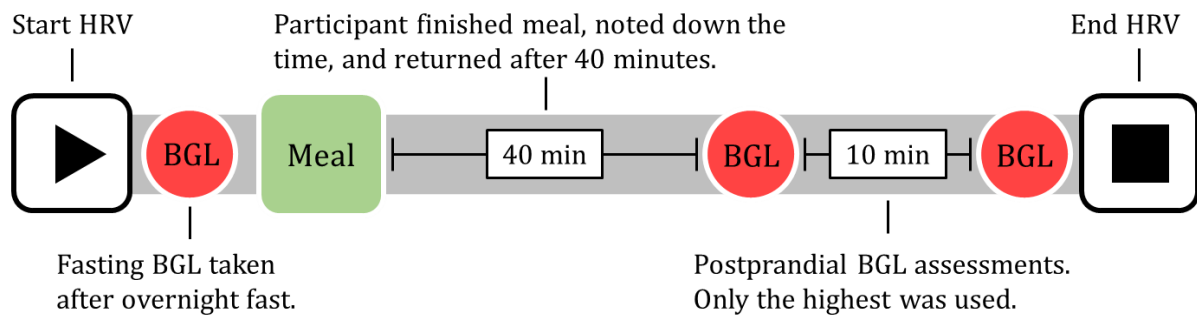 Start HRV
Participant finished meal, noted down the
time, and returned after 40 minutes.
End HRV
BGL
Meal
40 min
BGL
10 min
BGL
Fasting BGL taken
after overnight fast.
Postprandial BGL assessments.
Only the highest was used.